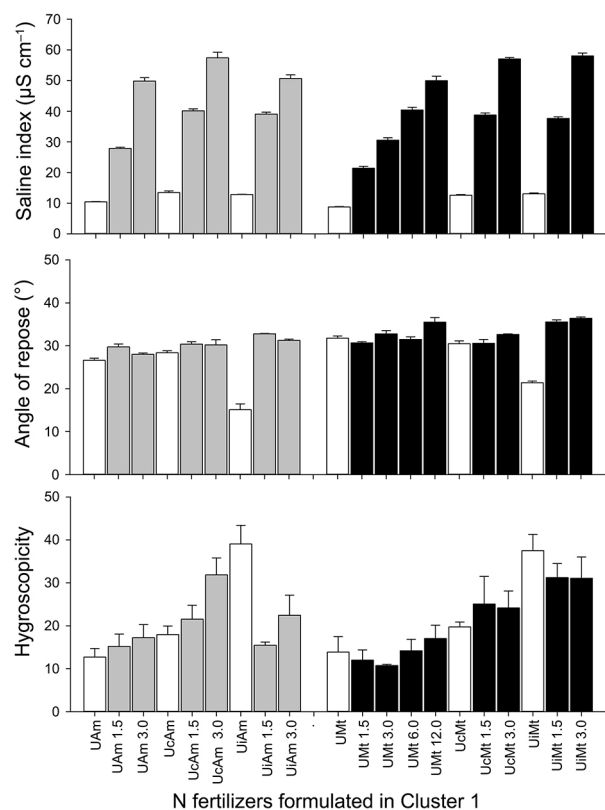 Saline index (µS cm⁻¹)
70
60
50
40
30
20
10
0
Angle of repose (°)
50
40
30
20
10
0
Hygroscopicity
50
40
30
20
10
0
UAm
UAm 1.5
UAm 3.0
UcAm
UcAm 1.5
UcAm 3.0
UiAm
UiAm 1.5
UiAm 3.0
.
UMt
UMt 1.5
UMt 3.0
UMt 6.0
UMt 12.0
UcMt
UcMt 1.5
UcMt 3.0
UiMt
UiMt 1.5
UiMt 3.0
N fertilizers formulated in Cluster 1